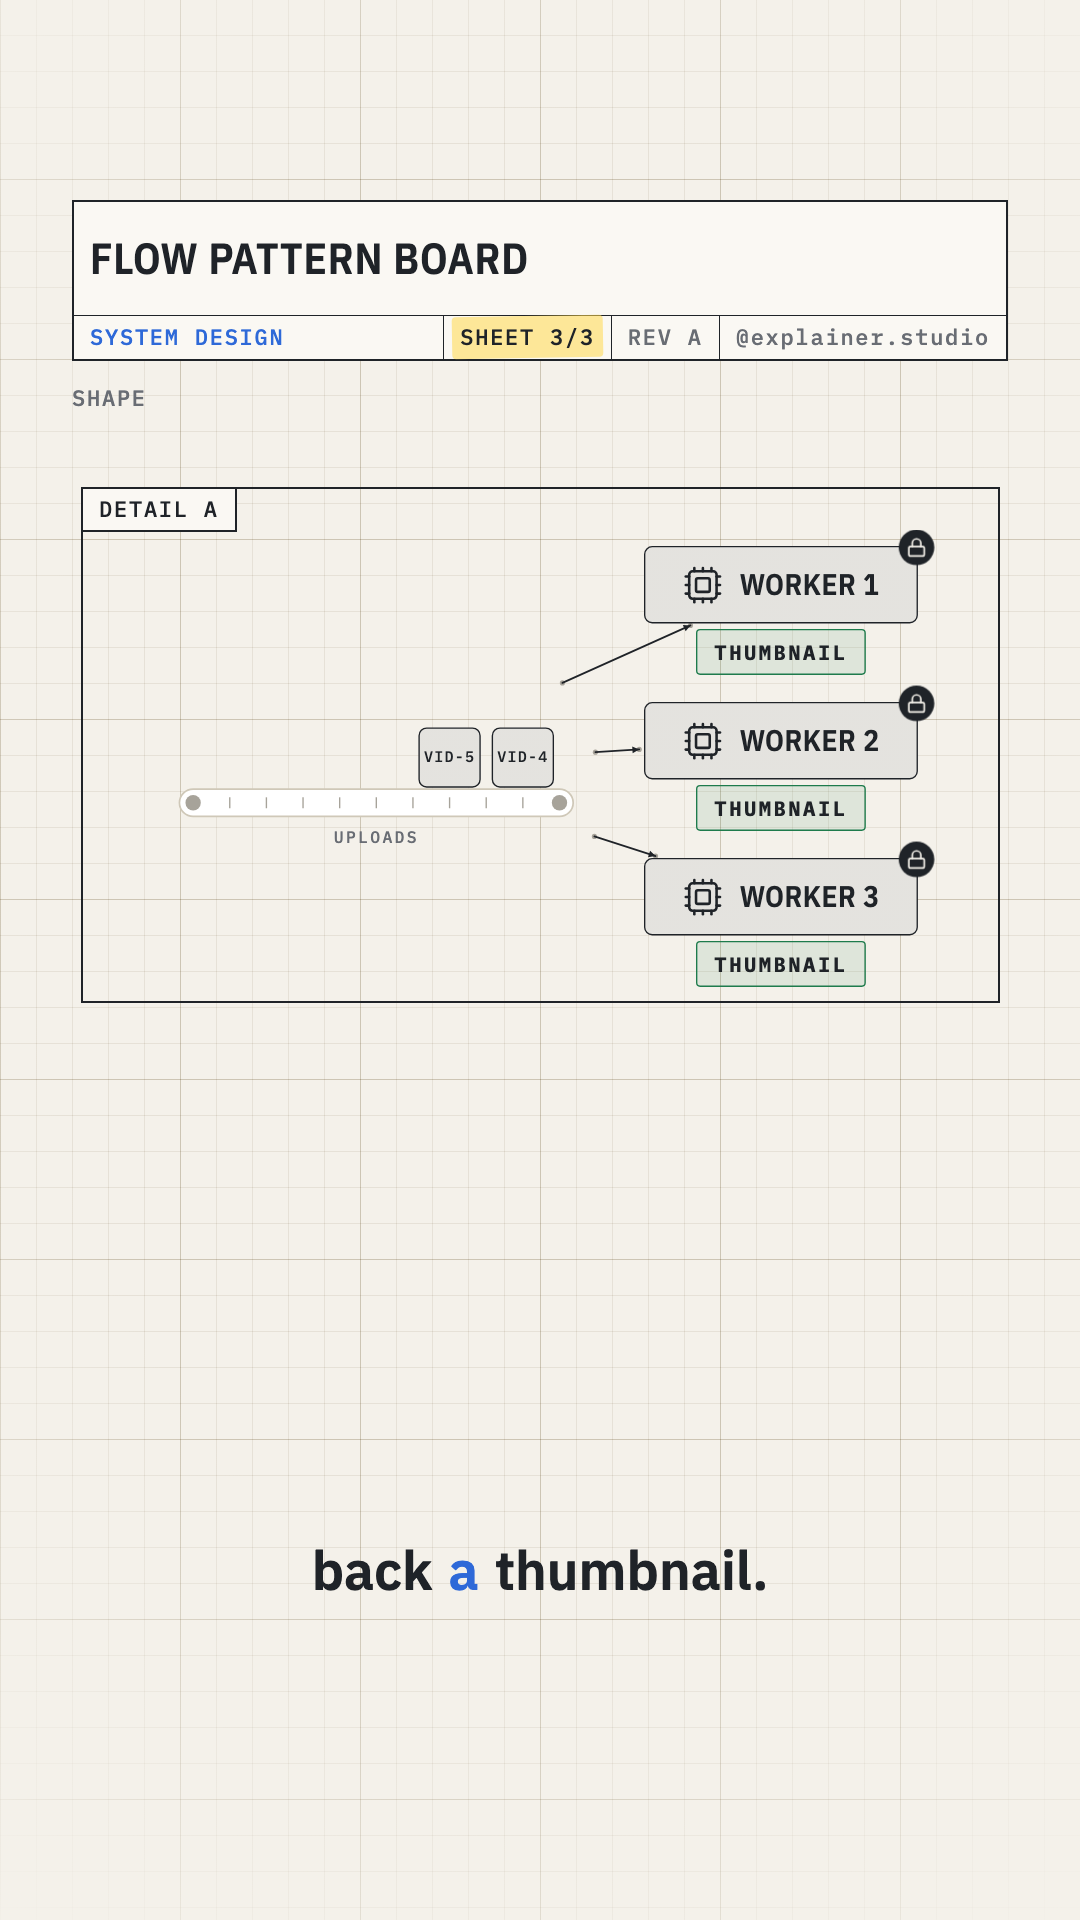 FLOW PATTERN BOARD
SYSTEM DESIGN
SHEET 3/3
REV A
@explainer.studio
SHAPE
DETAIL A
WORKER 1
THUMBNAIL
WORKER 2
VID-5
VID-4
THUMBNAIL
UPLOADS
WORKER 3
THUMBNAIL
back a thumbnail.